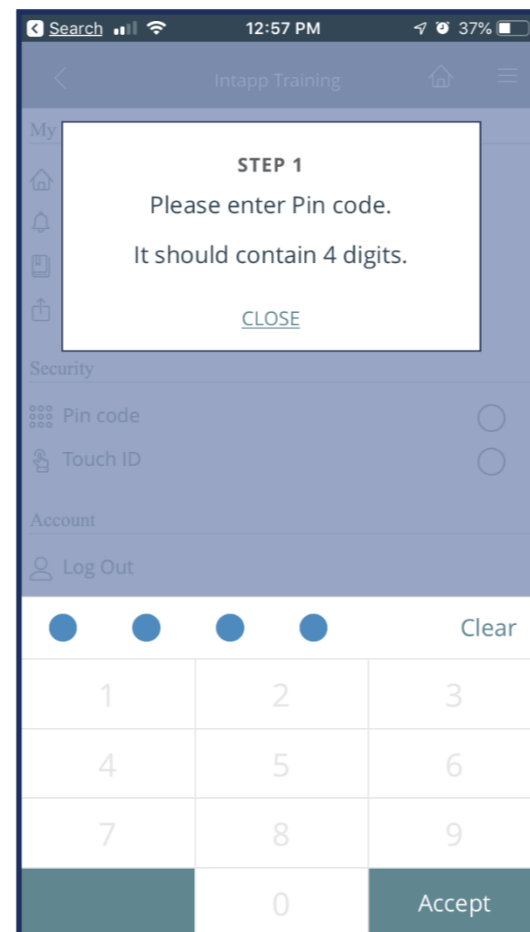 Search 12:57 PM 37%
Intapp Training
My
STEP 1
Please enter Pin code.
It should contain 4 digits.
CLOSE
Security
Pin code
Touch ID
Account
Log Out
Clear
1 2 3
4 5 6
7 8 9
0 Accept